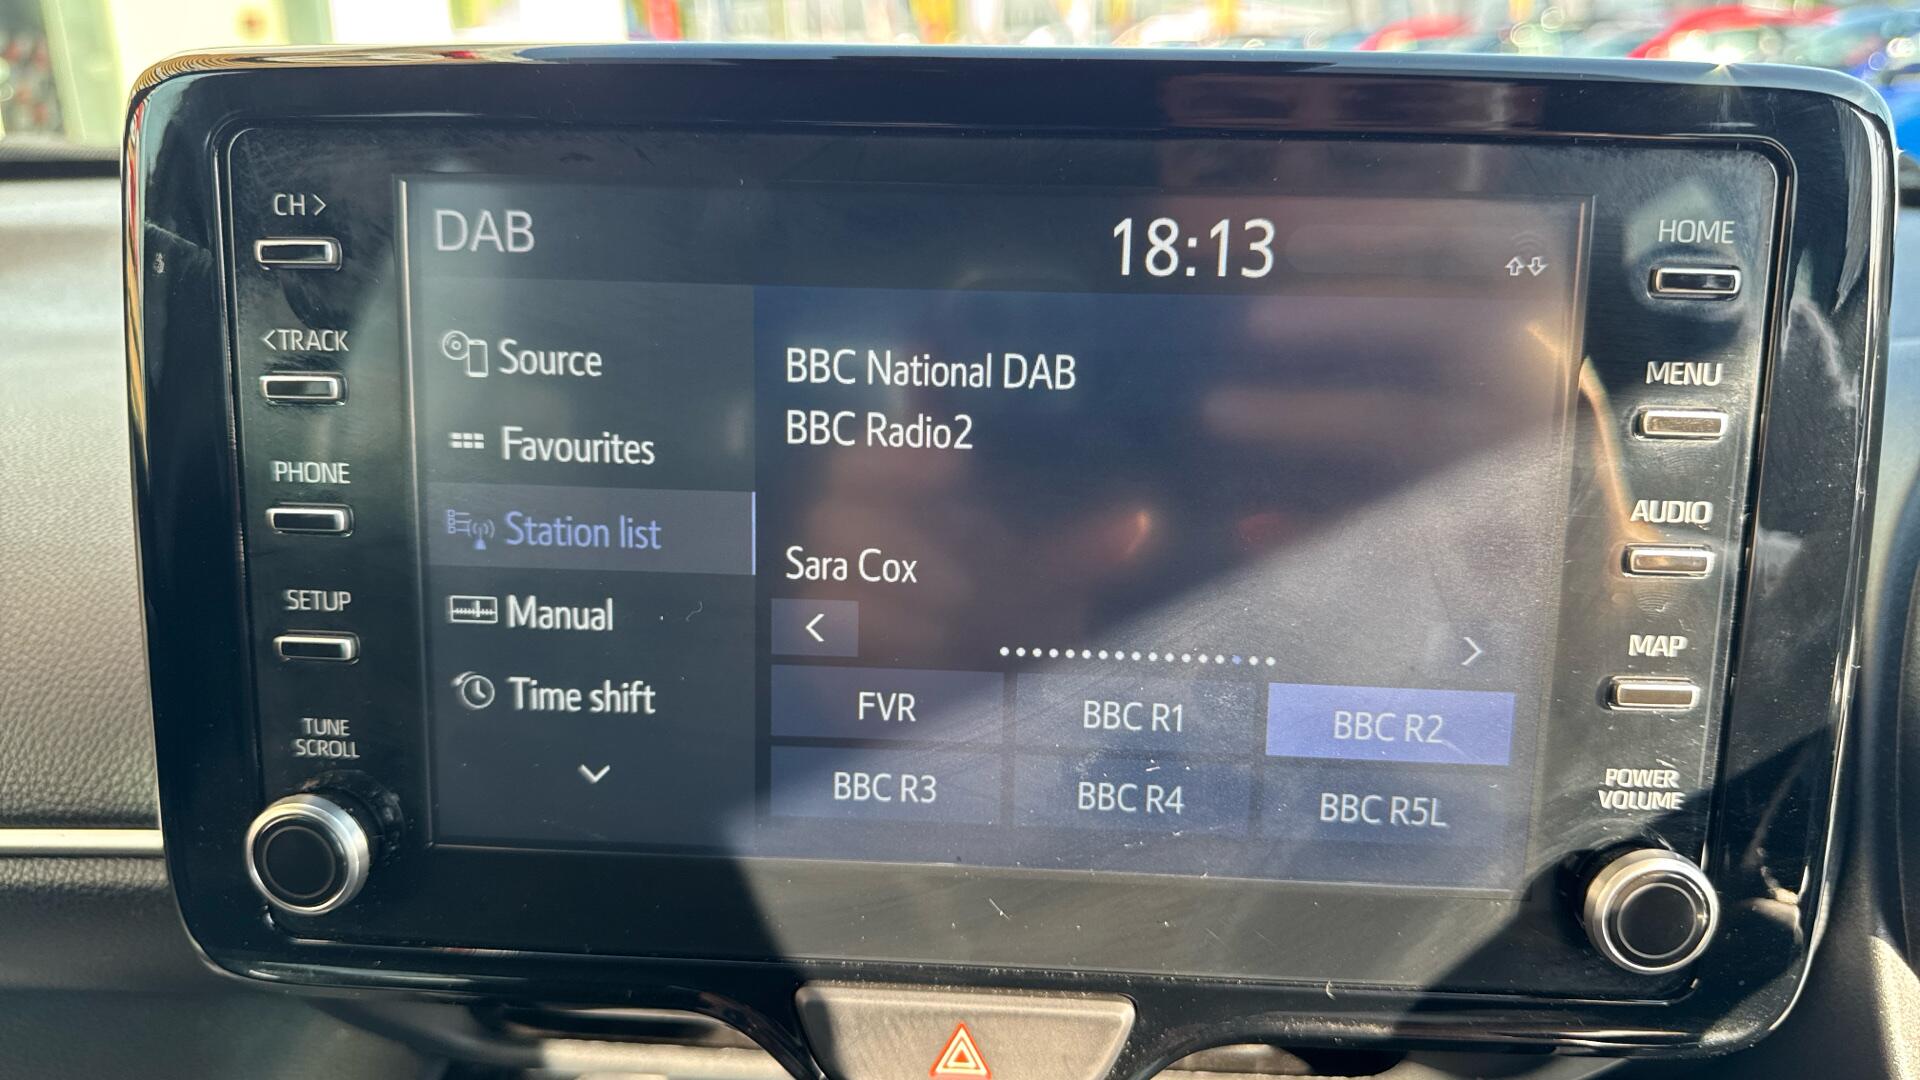 CH >
< TRACK
PHONE
SETUP
TUNE
SCROLL
DAB
18:13
Source
Favourites
Station list
Manual
Time shift
BBC National DAB
BBC Radio2
Sara Cox
FVR
BBC R1
BBC R2
BBC R3
BBC R4
BBC R5L
HOME
MENU
AUDIO
MAP
POWER
VOLUME